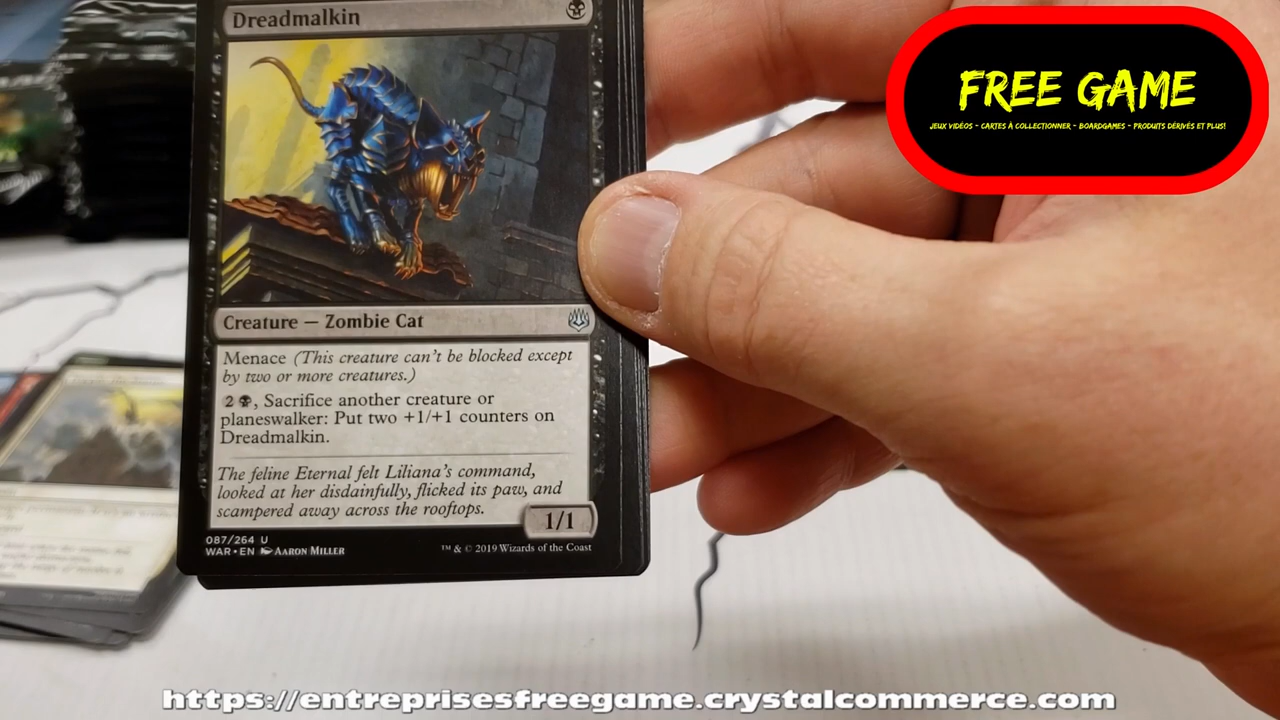 Dreadmalkin
FREE GAME
JEUX VIDÉOS - CARTES À COLLECTIONNER - BOARDGAMES - PRODUITS DÉRIVÉS ET PLUS!
Creature — Zombie Cat
Menace (This creature can't be blocked except
by two or more creatures.)
2, Sacrifice another creature or
planeswalker: Put two +1/+1 counters on
Dreadmalkin.
The feline Eternal felt Liliana's command,
looked at her disdainfully, flicked its paw, and
scampered away across the rooftops.
1/1
087/264 U
WAR • EN AARON MILLER
™ & © 2019 Wizards of the Coast
https://entreprisesfreegame.crystalcommerce.com